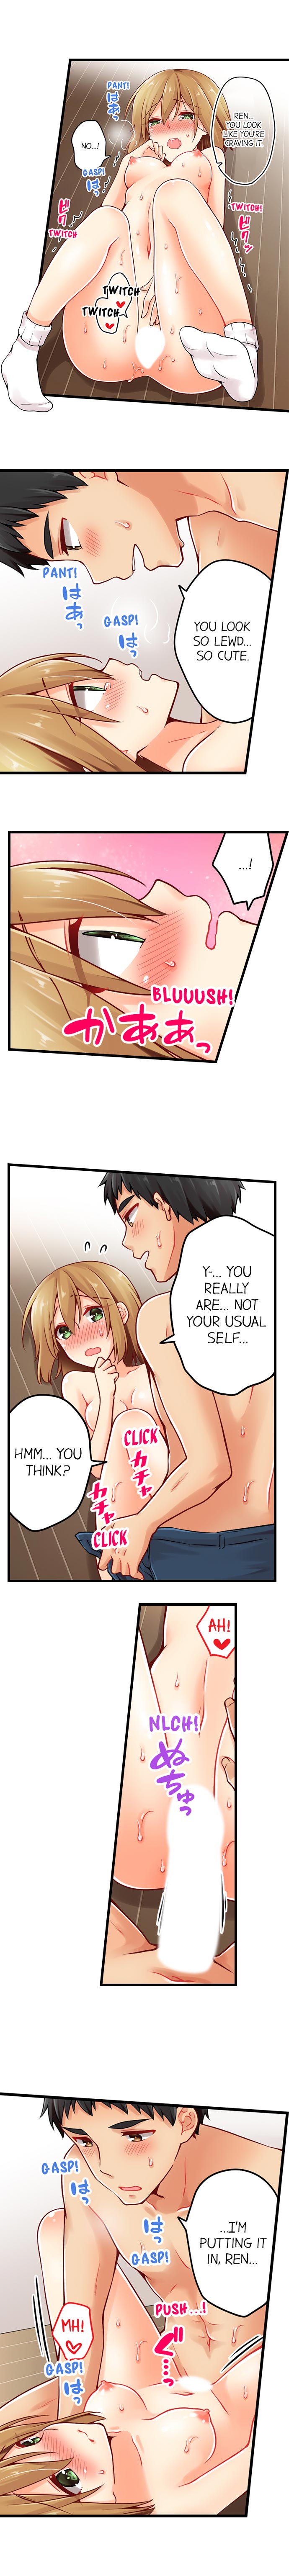 PANT!
はあっ
REN...
YOU LOOK
LIKE YOU'RE
CRAVING IT.
NO...!
GASP!
はっ
ビク
TWITCH
TWITCH!
ビクッ
TWITCH
TWITCH
PANT!
はあっ
GASP!
はっ
YOU LOOK
SO LEWD...
SO CUTE.
...!
BLUUUSH!
かああっ
Y-... YOU
REALLY
ARE... NOT
YOUR USUAL
SELF...
HMM... YOU
THINK?
CLICK
カチャ
カチャ
CLICK
AH!
NLCH!
ぬちゅっ
GASP!
はっ
はっ
GASP!
...I'M
PUTTING IT
IN, REN...
PUSH...!
ぐ...っ
MH!
GASP!
はっ